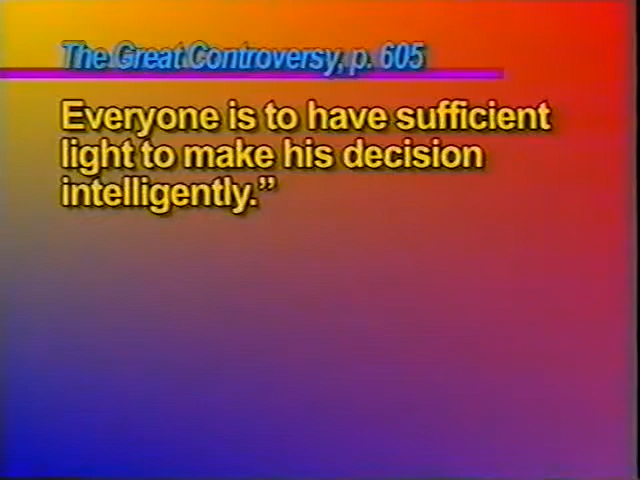 The Great Controversy, p. 605
Everyone is to have sufficient
light to make his decision
intelligently.”